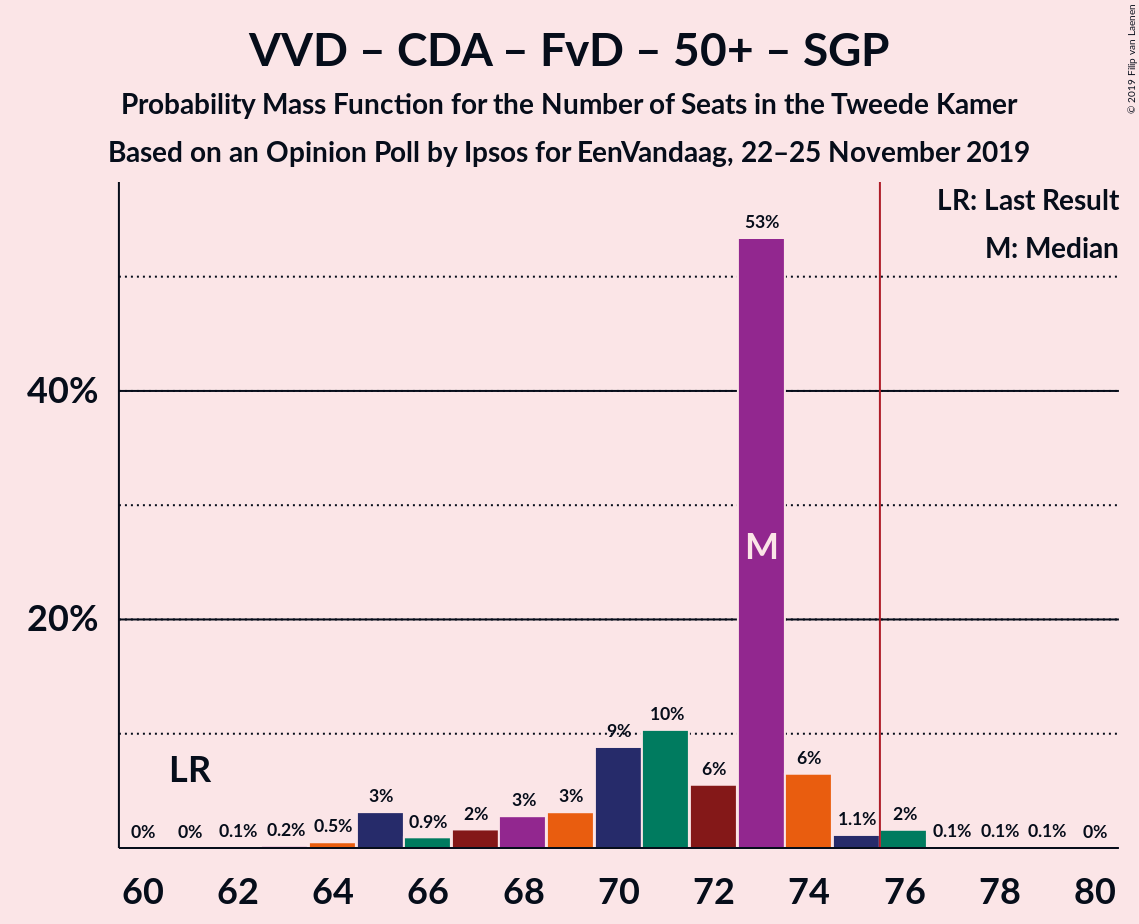 VVD – CDA – FvD – 50+ – SGP
Probability Mass Function for the Number of Seats in the Tweede Kamer
Based on an Opinion Poll by Ipsos for EenVandaag, 22–25 November 2019
© 2019 Filip van Laenen
LR: Last Result
M: Median
53%
40%
M
20%
10%
9%
LR
6%
6%
3%
3%
3%
2%
2%
1.1%
0.9%
0.5%
0% 0% 0.1% 0.2%
0.1% 0.1% 0.1% 0%
60 62 64 66 68 70 72 74 76 78 80